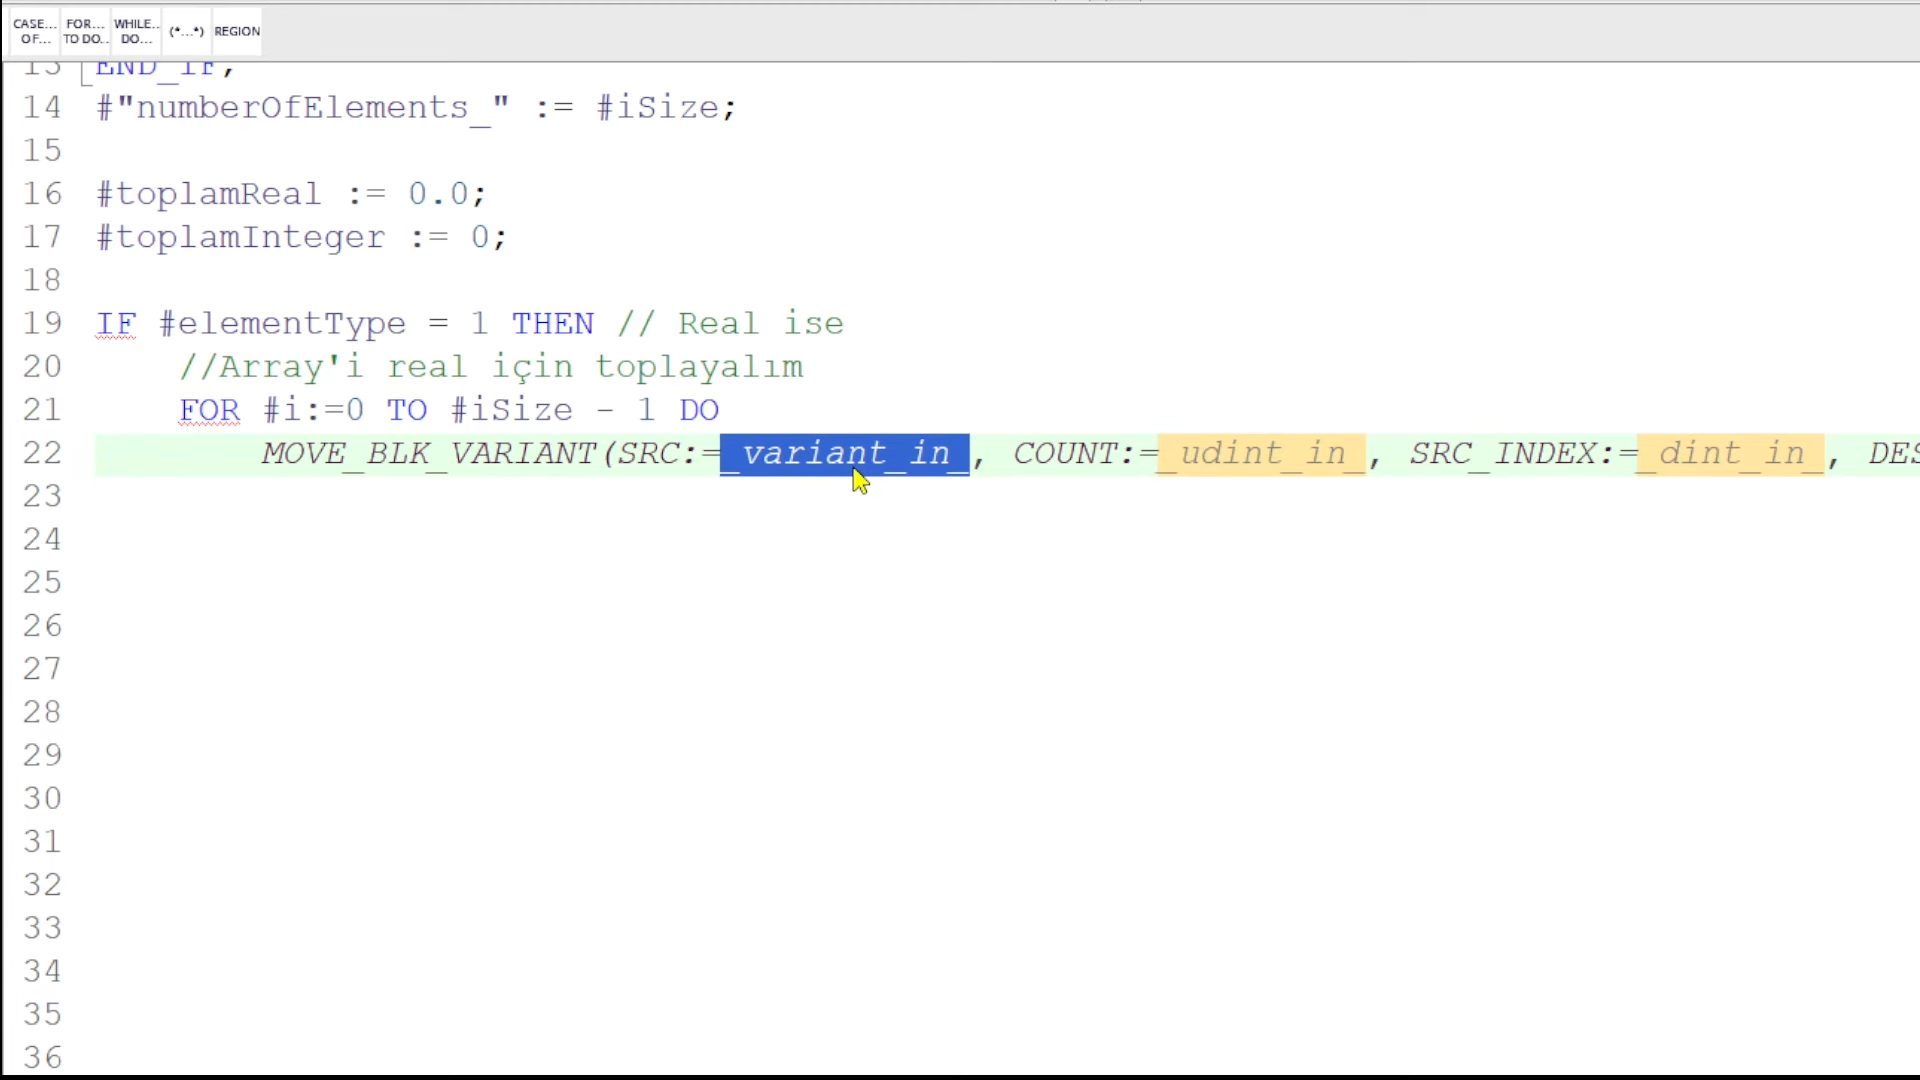 CASE... OF...
FOR... TO DO..
WHILE.. DO...
(*...*)
REGION
13 END_IF;
14 #"numberOfElements_" := #iSize;
15
16 #toplamReal := 0.0;
17 #toplamInteger := 0;
18
19 IF #elementType = 1 THEN // Real ise
20 //Array'i real için toplayalım
21 FOR #i:=0 TO #iSize - 1 DO
22 MOVE_BLK_VARIANT(SRC:=_variant_in_, COUNT:=_udint_in_, SRC_INDEX:=_dint_in_, DES
23
24
25
26
27
28
29
30
31
32
33
34
35
36